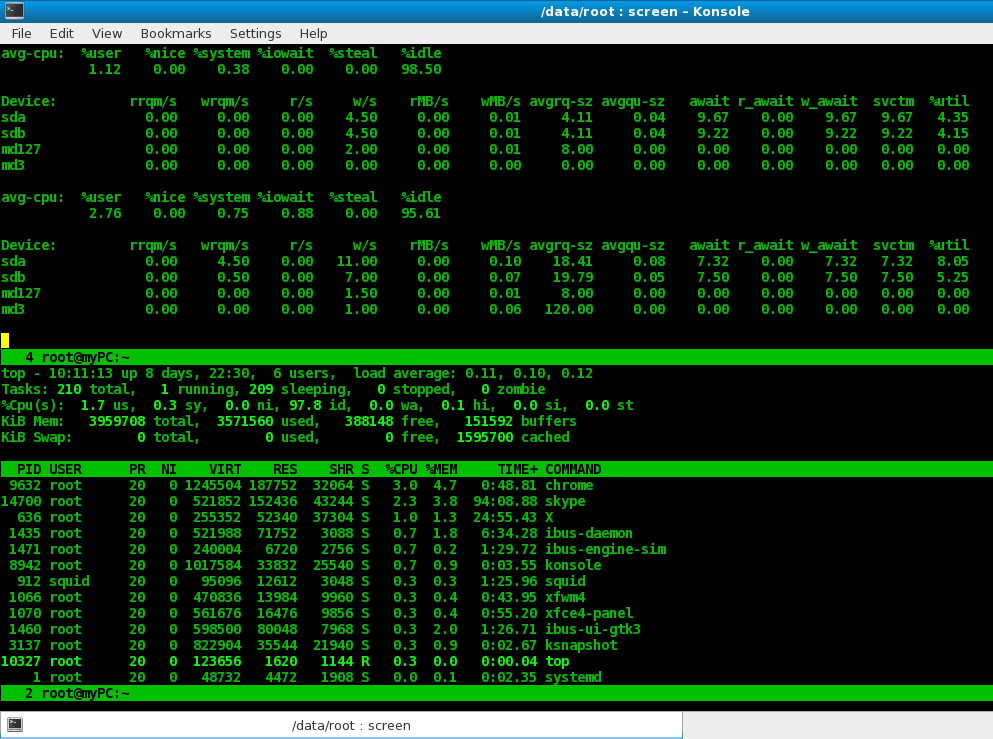 /data/root : screen – Konsole
File Edit View Bookmarks Settings Help
avg-cpu:  %user   %nice %system %iowait  %steal   %idle
           1.12    0.00    0.38    0.00    0.00   98.50
Device:         rrqm/s   wrqm/s     r/s     w/s    rMB/s    wMB/s avgrq-sz avgqu-sz   await r_await w_await  svctm  %util
sda               0.00     0.00    0.00    4.50     0.00     0.01     4.11     0.04    9.67    0.00    9.67   9.67   4.35
sdb               0.00     0.00    0.00    4.50     0.00     0.01     4.11     0.04    9.22    0.00    9.22   9.22   4.15
md127             0.00     0.00    0.00    2.00     0.00     0.01     8.00     0.00    0.00    0.00    0.00   0.00   0.00
md3               0.00     0.00    0.00    0.00     0.00     0.00     0.00     0.00    0.00    0.00    0.00   0.00   0.00
avg-cpu:  %user   %nice %system %iowait  %steal   %idle
           2.76    0.00    0.75    0.88    0.00   95.61
Device:         rrqm/s   wrqm/s     r/s     w/s    rMB/s    wMB/s avgrq-sz avgqu-sz   await r_await w_await  svctm  %util
sda               0.00     4.50    0.00   11.00     0.00     0.10    18.41     0.08    7.32    0.00    7.32   7.32   8.05
sdb               0.00     0.50    0.00    7.00     0.00     0.07    19.79     0.05    7.50    0.00    7.50   7.50   5.25
md127             0.00     0.00    0.00    1.50     0.00     0.01     8.00     0.00    0.00    0.00    0.00   0.00   0.00
md3               0.00     0.00    0.00    1.00     0.00     0.06   120.00     0.00    0.00    0.00    0.00   0.00   0.00
4 root@myPC:~
top - 10:11:13 up 8 days, 22:30,  6 users,  load average: 0.11, 0.10, 0.12
Tasks: 210 total,   1 running, 209 sleeping,   0 stopped,   0 zombie
%Cpu(s):  1.7 us,  0.3 sy,  0.0 ni, 97.8 id,  0.0 wa,  0.1 hi,  0.0 si,  0.0 st
KiB Mem:   3959708 total,  3571560 used,   388148 free,   151592 buffers
KiB Swap:        0 total,        0 used,        0 free,  1595700 cached
PID USER      PR  NI    VIRT    RES    SHR S  %CPU %MEM     TIME+ COMMAND
9632 root      20   0 1245504 187752  32064 S   3.0  4.7   0:48.81 chrome
14700 root      20   0  521852 152436  43244 S   2.3  3.8  94:08.88 skype
636 root      20   0  255352  52340  37304 S   1.0  1.3  24:55.43 X
1435 root      20   0  521988  71752   3088 S   0.7  1.8   6:34.28 ibus-daemon
1471 root      20   0  240004   6720   2756 S   0.7  0.2   1:29.72 ibus-engine-sim
8942 root      20   0 1017584  33832  25540 S   0.7  0.9   0:03.55 konsole
912 squid     20   0   95096  12612   3048 S   0.3  0.3   1:25.96 squid
1066 root      20   0  470836  13984   9960 S   0.3  0.4   0:43.95 xfwm4
1070 root      20   0  561676  16476   9856 S   0.3  0.4   0:55.20 xfce4-panel
1460 root      20   0  598500  80048   7968 S   0.3  2.0   1:26.71 ibus-ui-gtk3
3137 root      20   0  822904  35544  21940 S   0.3  0.9   0:02.67 ksnapshot
10327 root      20   0  123656   1620   1144 R   0.3  0.0   0:00.04 top
1 root      20   0   48732   4472   1908 S   0.0  0.1   0:02.35 systemd
2 root@myPC:~
/data/root : screen